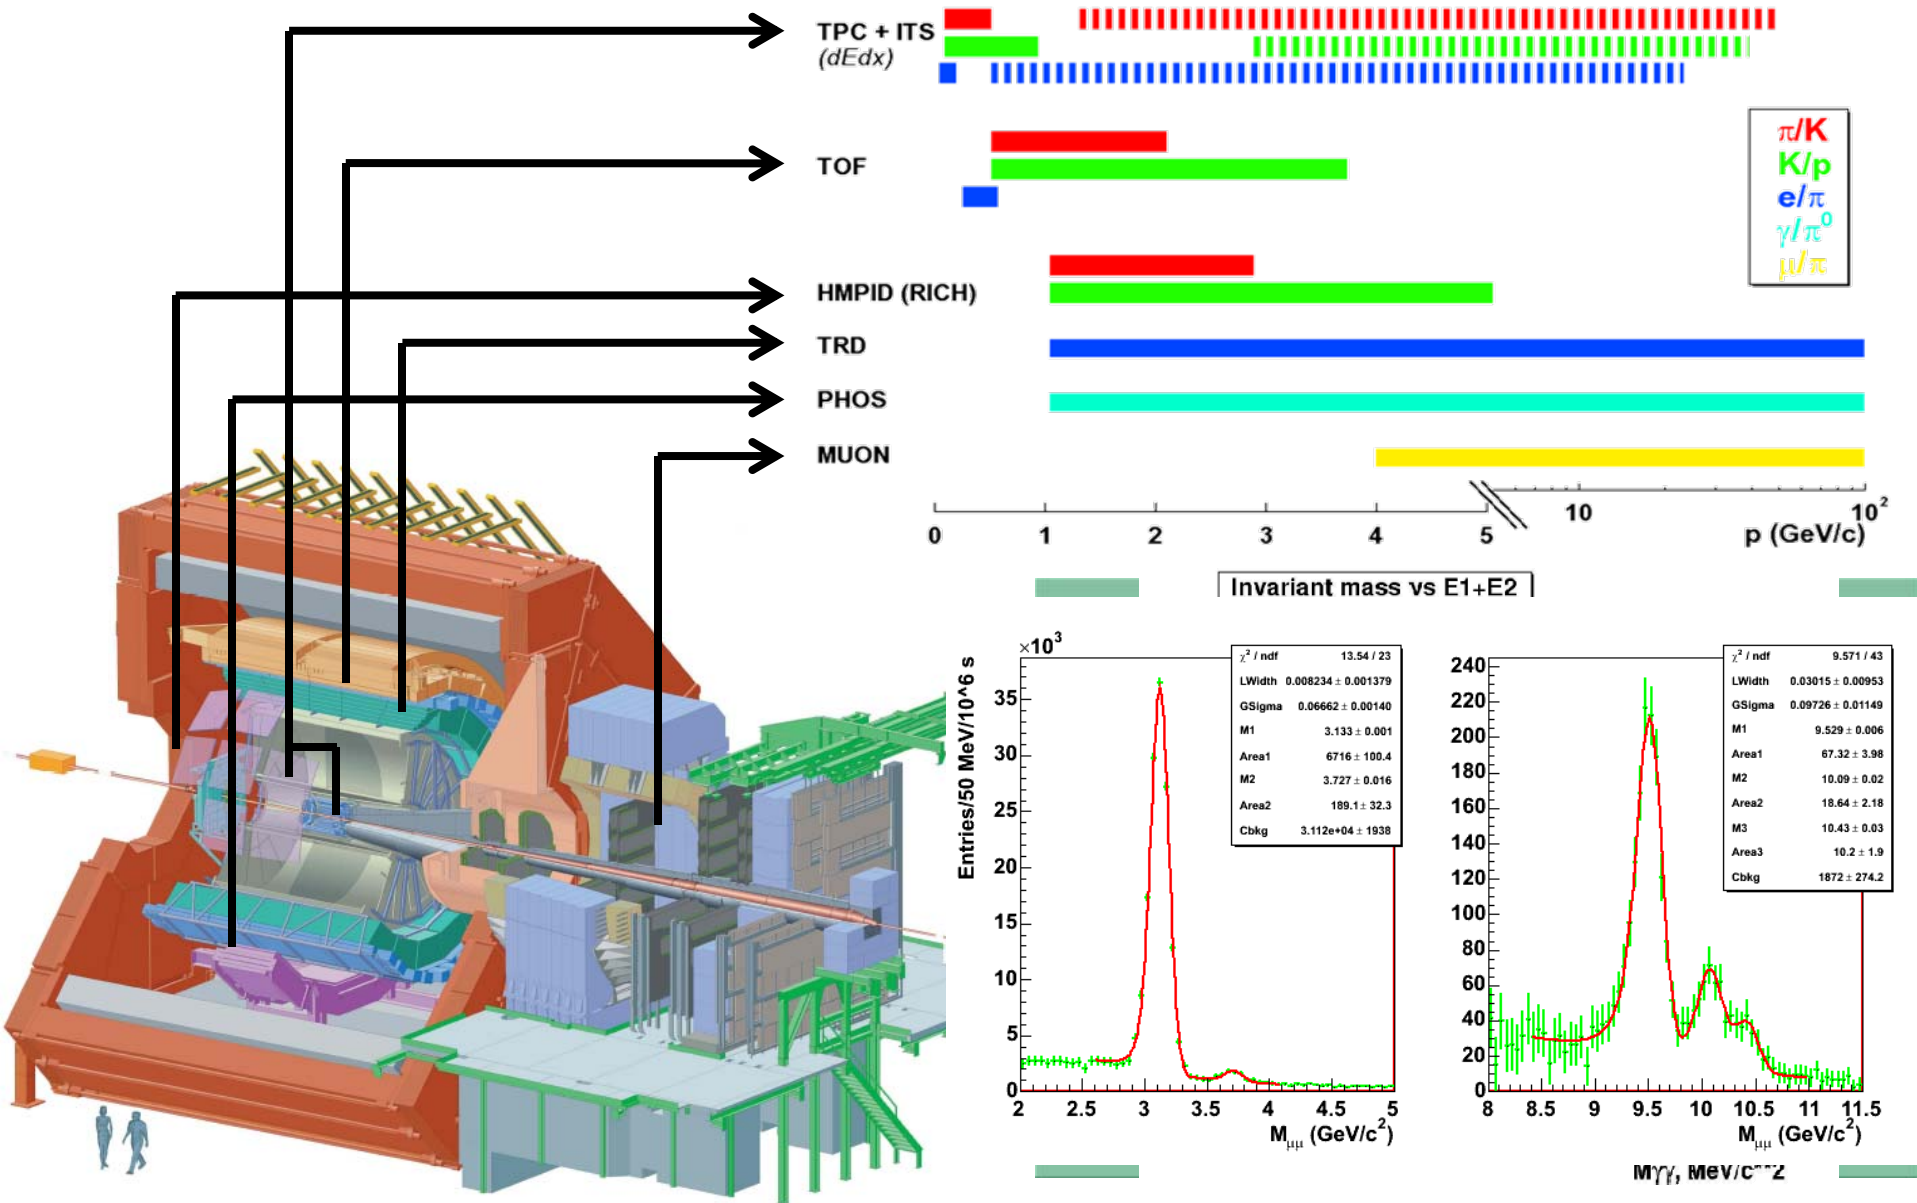 TPC + ITS
(dEdx)
π/K
K/p
e/π
γ/π⁰
μ/π
TOF
HMPID (RICH)
TRD
PHOS
MUON
0 1 2 3 4 5 10 10²
p (GeV/c)
Invariant mass vs E1+E2
×10³
Entries/50 MeV/10^6 s
35
30
25
20
15
10
5
0
χ² / ndf 13.54 / 23
LWidth 0.008234 ± 0.001379
GSigma 0.06662 ± 0.00140
M1 3.133 ± 0.001
Area1 6716 ± 100.4
M2 3.727 ± 0.016
Area2 189.1 ± 32.3
Cbkg 3.112e+04 ± 1938
2 2.5 3 3.5 4 4.5 5
Mμμ (GeV/c²)
240
220
200
180
160
140
120
100
80
60
40
20
0
χ² / ndf 9.571 / 43
LWidth 0.03015 ± 0.00953
GSigma 0.09726 ± 0.01149
M1 9.529 ± 0.006
Area1 67.32 ± 3.98
M2 10.09 ± 0.02
Area2 18.64 ± 2.18
M3 10.43 ± 0.03
Area3 10.2 ± 1.9
Cbkg 1872 ± 274.2
8 8.5 9 9.5 10 10.5 11 11.5
Mμμ (GeV/c²)
Mγγ, MeV/c**2